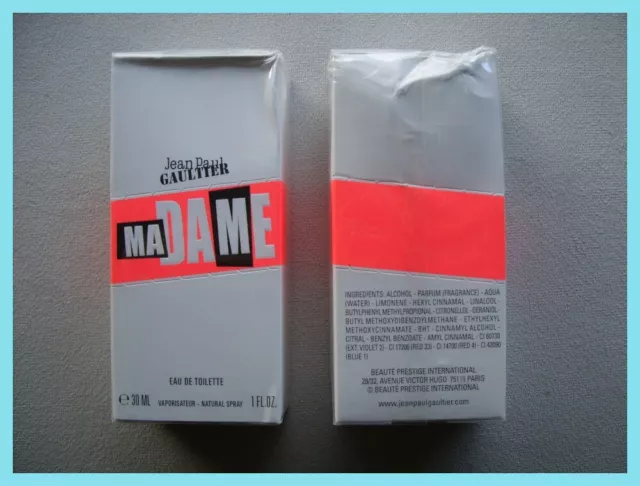 Jean Paul
GAULTIER
MADAME
EAU DE TOILETTE
℮ 30 ML VAPORISATEUR - NATURAL SPRAY 1 FL.OZ.
INGREDIENTS: ALCOHOL - PARFUM (FRAGRANCE) - AQUA
(WATER) - LIMONENE - HEXYL CINNAMAL - LINALOOL -
BUTYLPHENYL METHYLPROPIONAL - CITRONELLOL - GERANIOL -
BUTYL METHOXYDIBENZOYLMETHANE - ETHYLHEXYL
METHOXYCINNAMATE - BHT - CINNAMYL ALCOHOL -
CITRAL - BENZYL BENZOATE - AMYL CINNAMAL - CI 60730
(EXT. VIOLET 2) - CI 17200 (RED 33) - CI 14700 (RED 4) - CI 42090
(BLUE 1)
BEAUTÉ PRESTIGE INTERNATIONAL
28/32, AVENUE VICTOR HUGO 75116 PARIS
© BEAUTE PRESTIGE INTERNATIONAL
www.jeanpaulgaultier.com